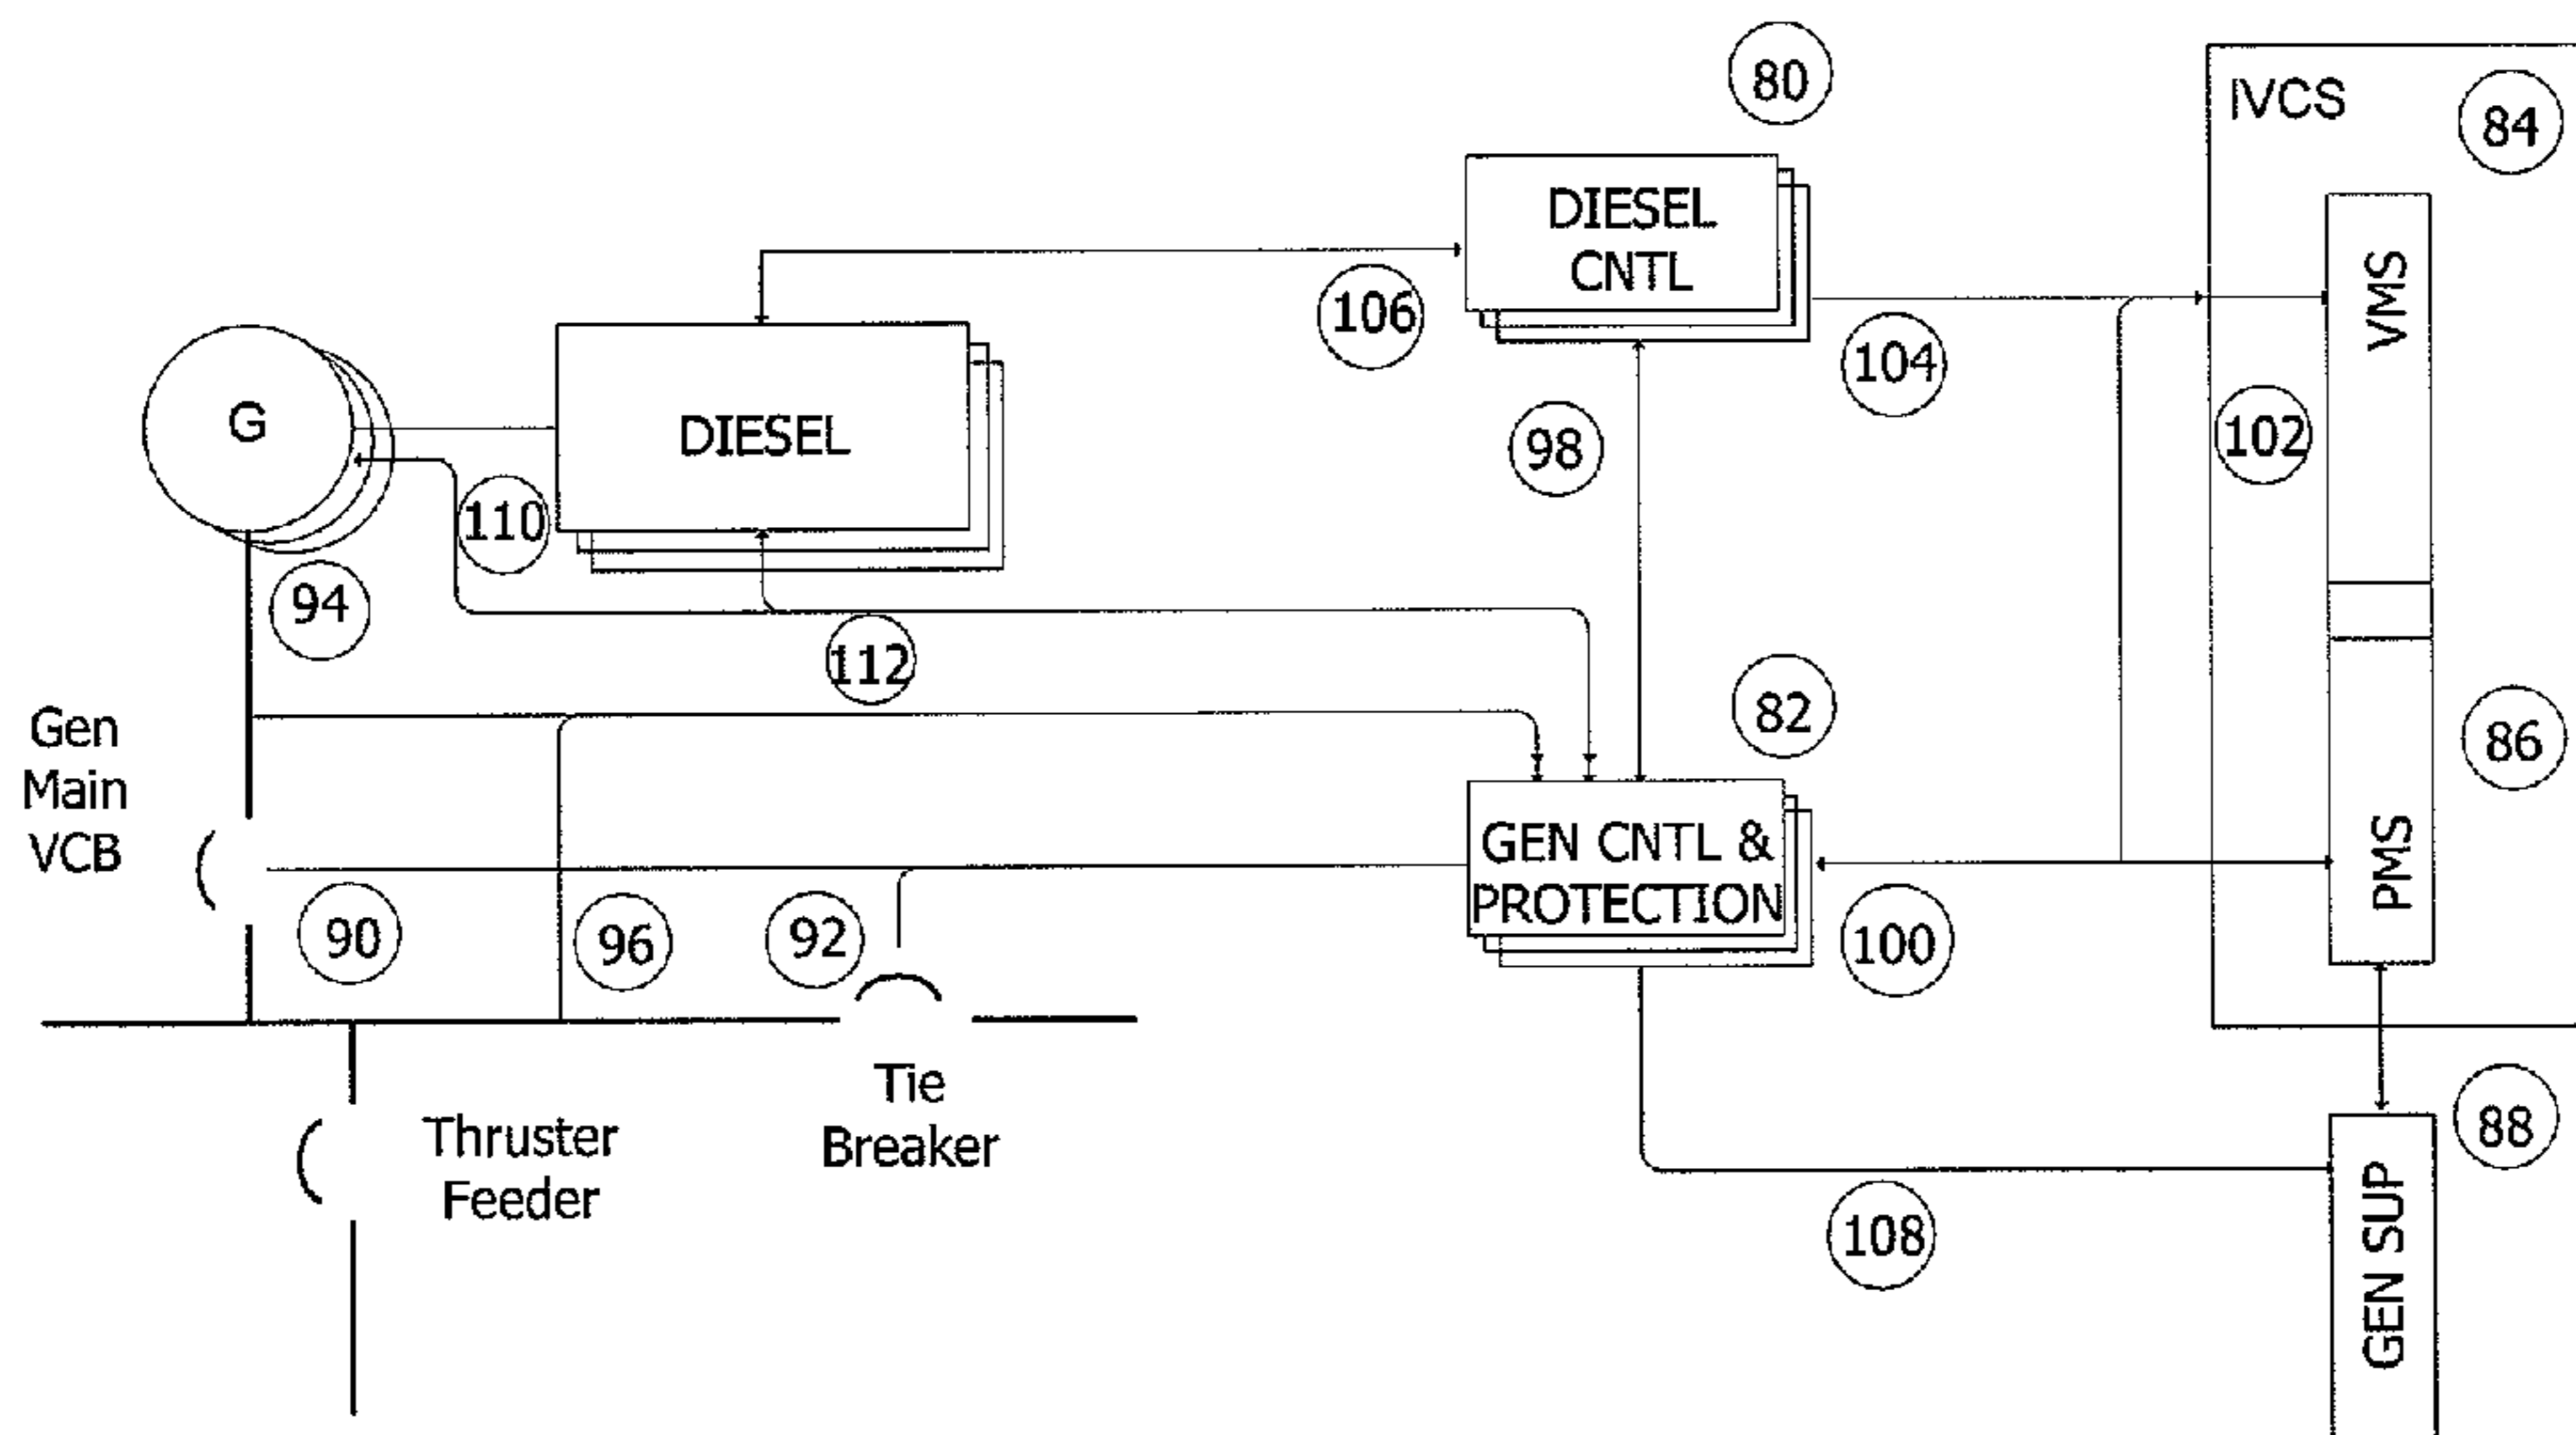 80
IVCS
84
DIESEL
CNTL
VMS
106
104
G
DIESEL
98
102
110
94
112
82
Gen
Main
VCB
86
GEN CNTL &
PROTECTION
PMS
90
96
92
100
Tie
Breaker
Thruster
Feeder
88
108
GEN SUP